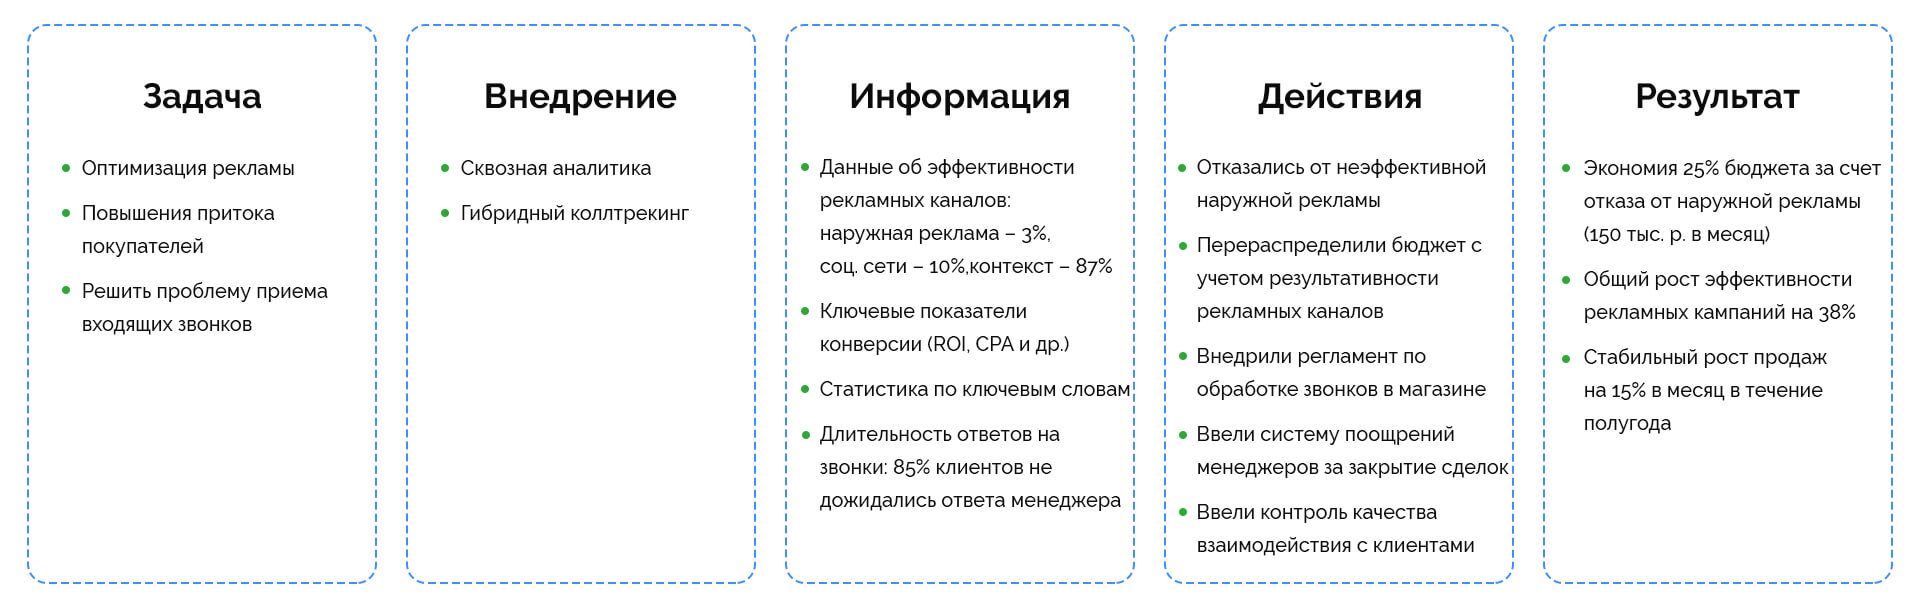 Задача
Оптимизация рекламы
Повышения притока
покупателей
Решить проблему приема
входящих звонков
Внедрение
Сквозная аналитика
Гибридный коллтрекинг
Информация
Данные об эффективности
рекламных каналов:
наружная реклама – 3%,
соц. сети – 10%,контекст – 87%
Ключевые показатели
конверсии (ROI, CPA и др.)
Статистика по ключевым словам
Длительность ответов на
звонки: 85% клиентов не
дожидались ответа менеджера
Действия
Отказались от неэффективной
наружной рекламы
Перераспределили бюджет с
учетом результативности
рекламных каналов
Внедрили регламент по
обработке звонков в магазине
Ввели систему поощрений
менеджеров за закрытие сделок
Ввели контроль качества
взаимодействия с клиентами
Результат
Экономия 25% бюджета за счет
отказа от наружной рекламы
(150 тыс. р. в месяц)
Общий рост эффективности
рекламных кампаний на 38%
Стабильный рост продаж
на 15% в месяц в течение
полугода